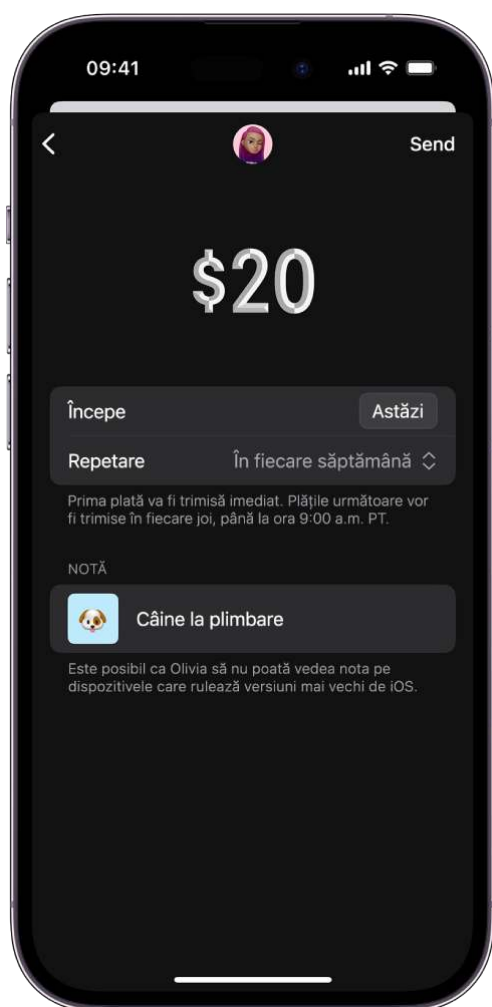 09:41
Send
$20
Începe Astăzi
Repetare În fiecare săptămână
Prima plată va fi trimisă imediat. Plățile următoare vor
fi trimise în fiecare joi, până la ora 9:00 a.m. PT.
NOTĂ
Câine la plimbare
Este posibil ca Olivia să nu poată vedea nota pe
dispozitivele care rulează versiuni mai vechi de iOS.